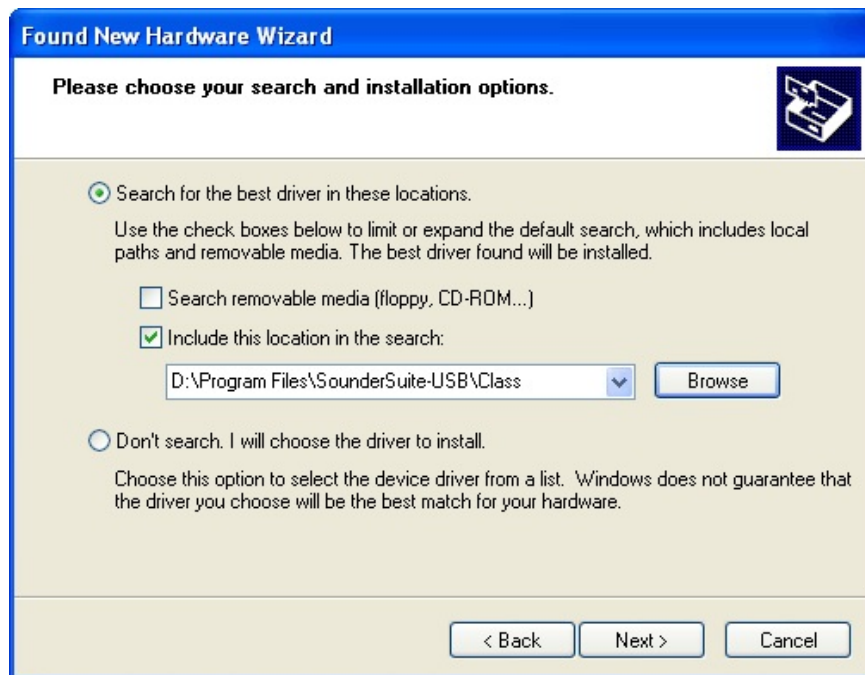 Found New Hardware Wizard
Please choose your search and installation options.
Search for the best driver in these locations.
Use the check boxes below to limit or expand the default search, which includes local
paths and removable media. The best driver found will be installed.
Search removable media (floppy, CD-ROM...)
Include this location in the search:
D:\Program Files\SounderSuite-USB\Class
Browse
Don't search. I will choose the driver to install.
Choose this option to select the device driver from a list. Windows does not guarantee that
the driver you choose will be the best match for your hardware.
< Back Next > Cancel